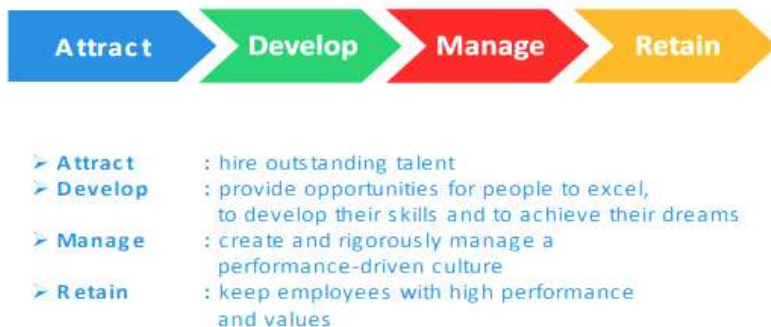 Attract Develop Manage Retain
➢ Attract : hire outstanding talent
➢ Develop : provide opportunities for people to excel,
to develop their skills and to achieve their dreams
➢ Manage : create and rigorously manage a
performance-driven culture
➢ Retain : keep employees with high performance
and values